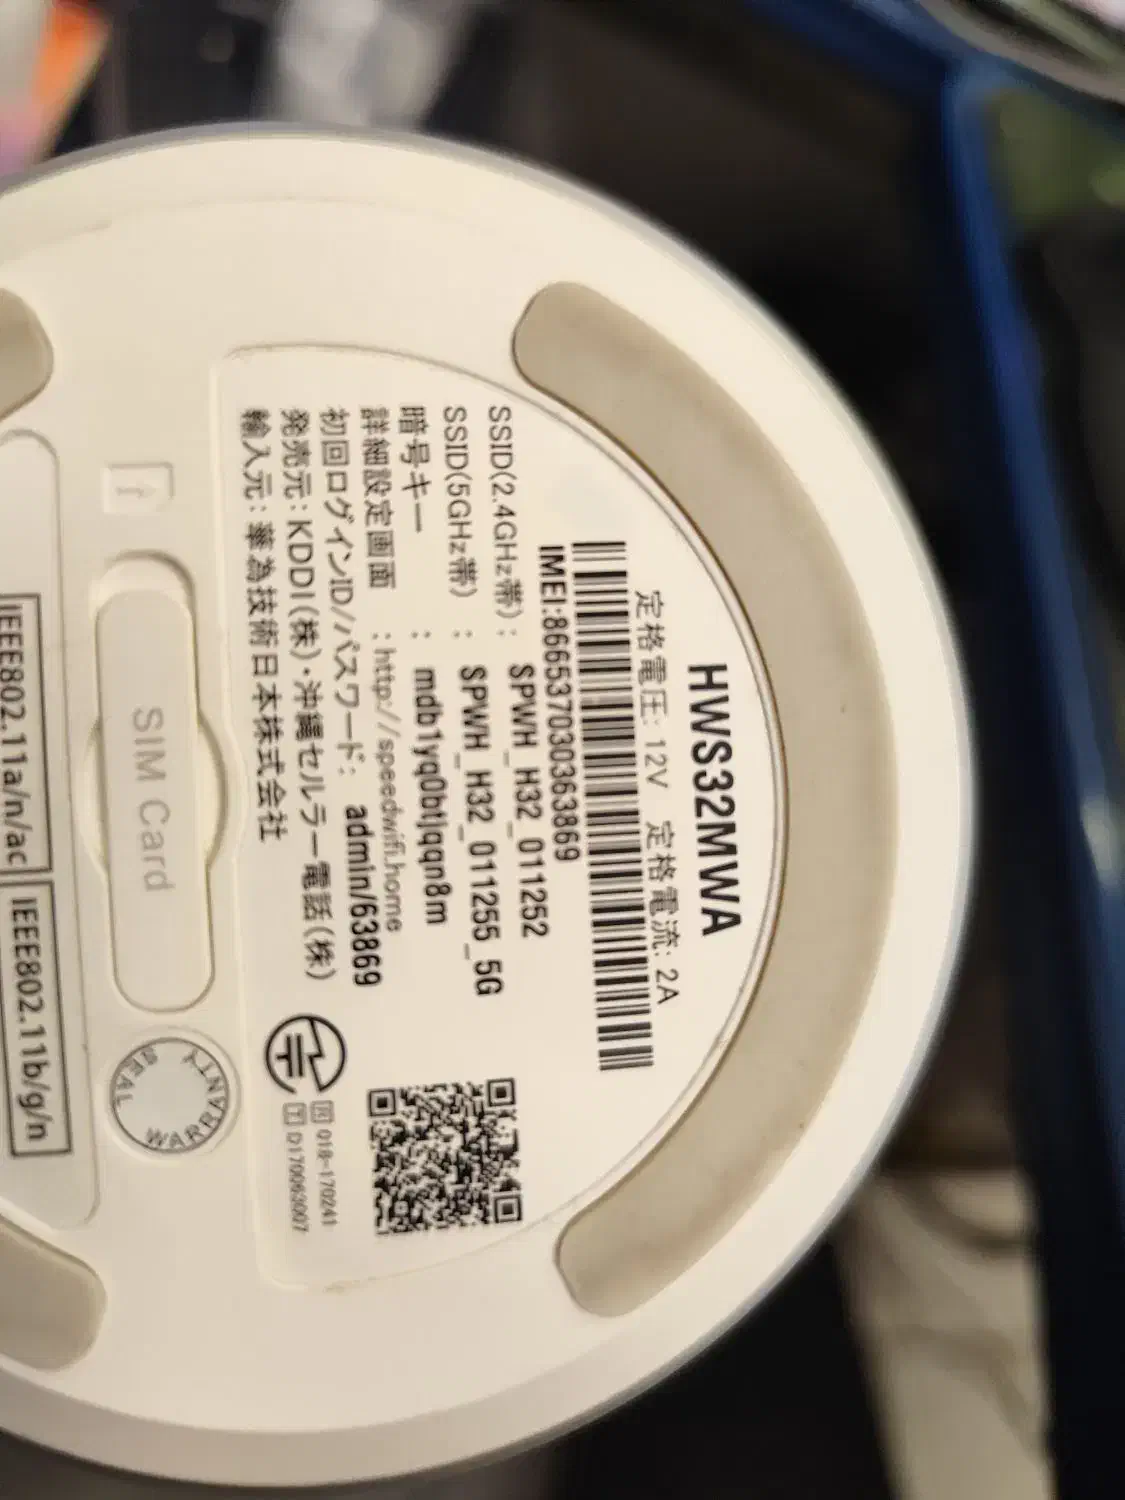 HWS32MWA
定格電圧: 12V 定格電流: 2A
IMEI:866537030363869
SSID(2.4GHz帯): SPWH_H32_011252
SSID(5GHz帯): SPWH_H32_011255_5G
暗号キー : mdb1yq0btjqqn8m
詳細設定画面 : http://speedwifi.home
初回ログインID/パスワード: admin/63869
発売元: KDDI(株)・沖縄セルラー電話(株)
輸入元: 華為技術日本株式会社
R 018-170241
T D170063007
SIM Card
WARRANTY SEAL
IEEE802.11a/n/ac
IEEE802.11b/g/n